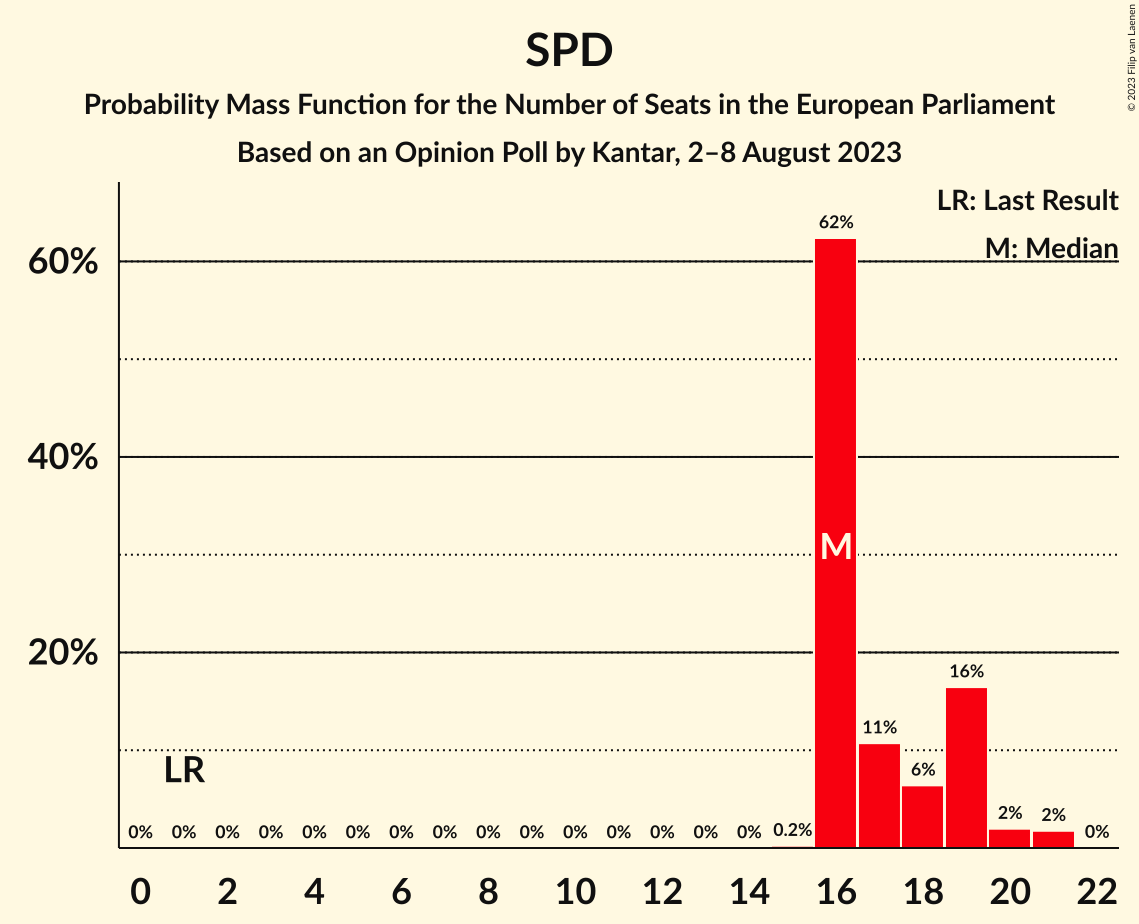 SPD
Probability Mass Function for the Number of Seats in the European Parliament
Based on an Opinion Poll by Kantar, 2–8 August 2023
© 2023 Filip van Laenen
LR: Last Result
M: Median
62%
60%
40%
M
20%
16%
11%
LR
6%
2%
2%
0% 0% 0% 0% 0% 0% 0% 0% 0% 0% 0% 0% 0% 0% 0% 0.2% 0%
0 2 4 6 8 10 12 14 16 18 20 22